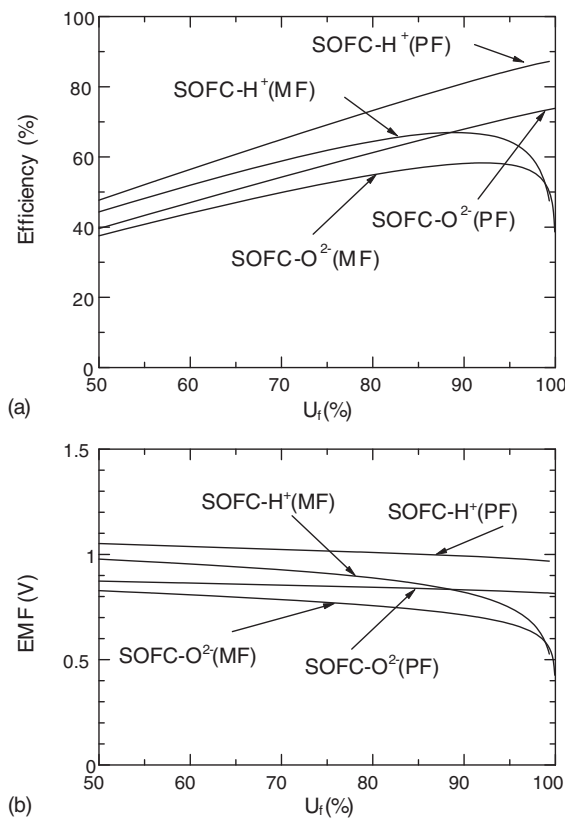 100
80
60
40
20
0
Efficiency (%)
SOFC-H⁺(PF)
SOFC-H⁺(MF)
SOFC-O²⁻(PF)
SOFC-O²⁻(MF)
50 60 70 80 90 100
U_f(%)
(a)
1.5
1
0.5
0
EMF (V)
SOFC-H⁺(MF)
SOFC-H⁺(PF)
SOFC-O²⁻(MF)
SOFC-O²⁻(PF)
50 60 70 80 90 100
U_f(%)
(b)